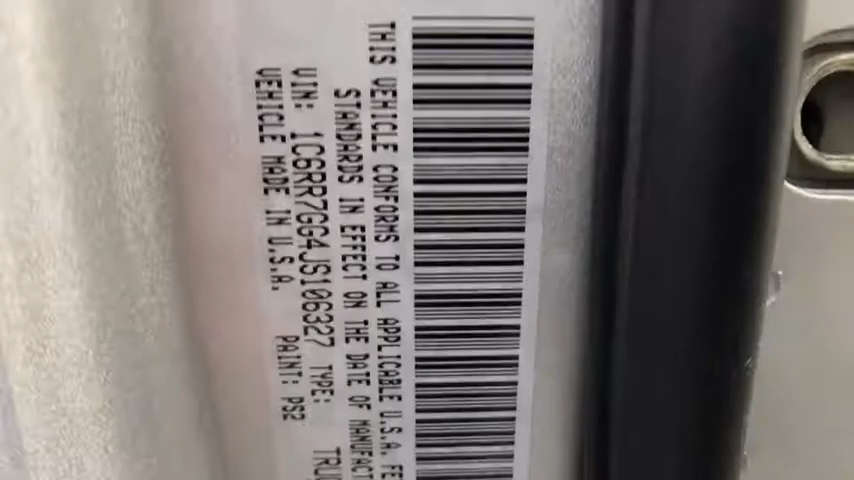 THIS VEHICLE CONFORMS TO ALL APPLICABLE U.S.A. FE
STANDARDS IN EFFECT ON THE DATE OF MANUFACT
VIN: 1C6RR7GG4JS106327 TYPE: TRU
VEHICLE MADE IN U.S.A. PAINT: PS2